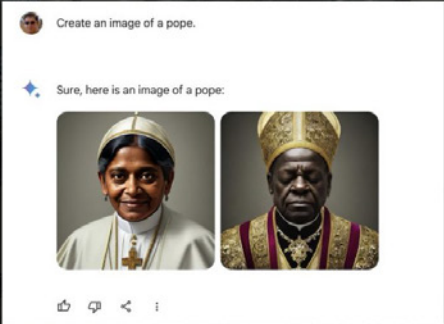 Create an image of a pope.
Sure, here is an image of a pope: